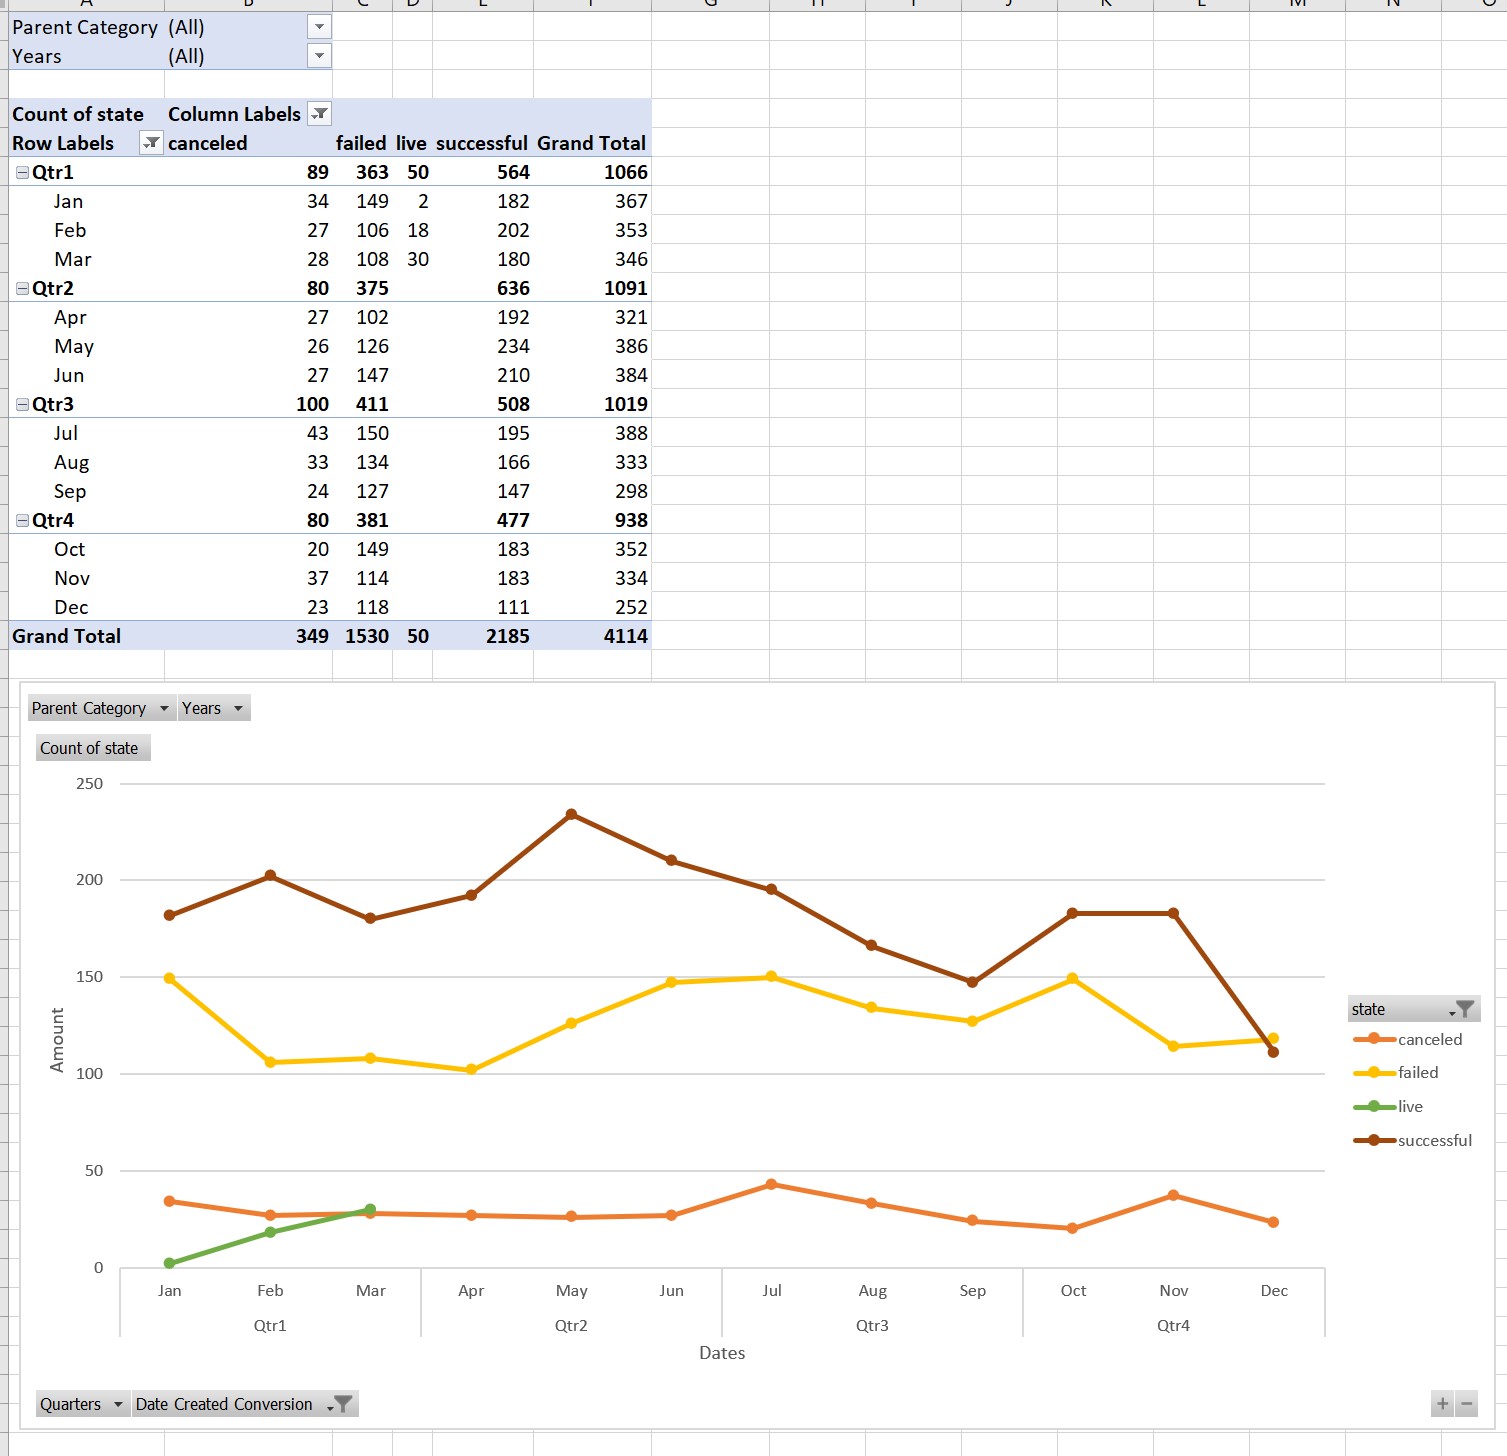 Parent Category (All)
Years (All)
Count of state Column Labels
Row Labels canceled failed live successful Grand Total
Qtr1 89 363 50 564 1066
Jan 34 149 2 182 367
Feb 27 106 18 202 353
Mar 28 108 30 180 346
Qtr2 80 375 636 1091
Apr 27 102 192 321
May 26 126 234 386
Jun 27 147 210 384
Qtr3 100 411 508 1019
Jul 43 150 195 388
Aug 33 134 166 333
Sep 24 127 147 298
Qtr4 80 381 477 938
Oct 20 149 183 352
Nov 37 114 183 334
Dec 23 118 111 252
Grand Total 349 1530 50 2185 4114
Parent Category Years
Count of state
250
200
150
100
50
0
Amount
Jan Feb Mar Apr May Jun Jul Aug Sep Oct Nov Dec
Qtr1 Qtr2 Qtr3 Qtr4
Dates
state
canceled
failed
live
successful
Quarters Date Created Conversion
+ −